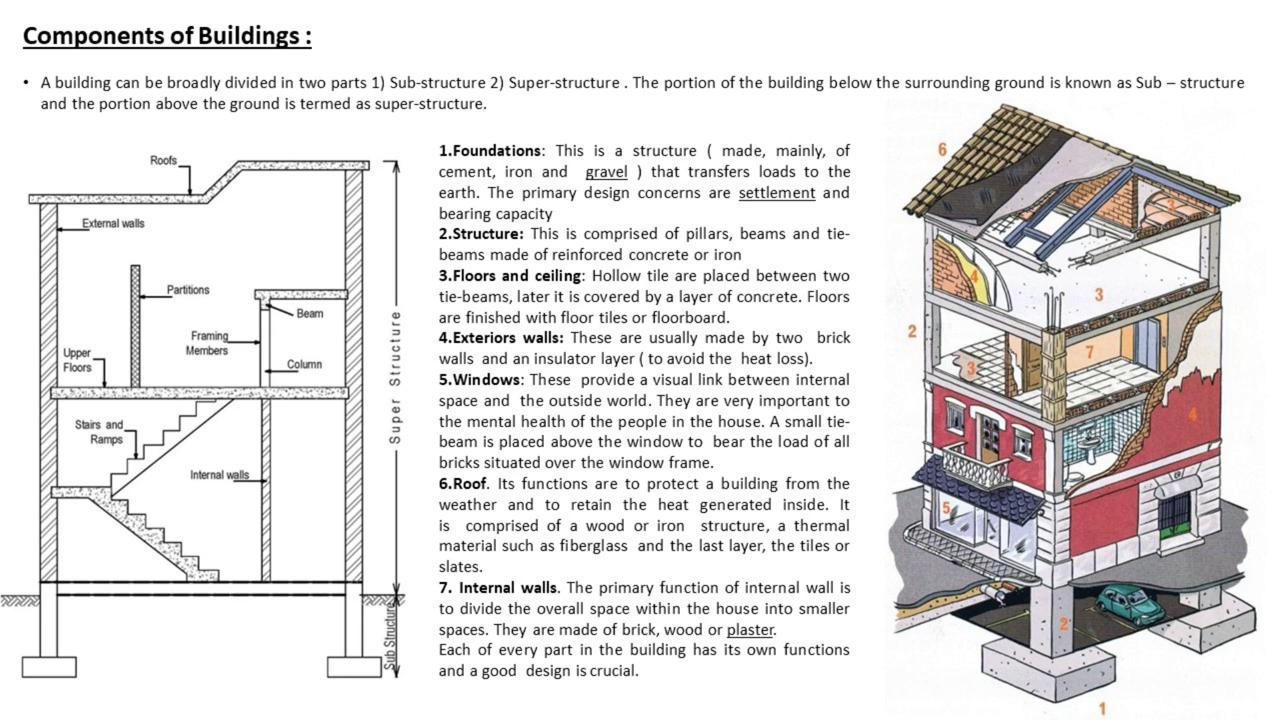 Components of Buildings :
• A building can be broadly divided in two parts 1) Sub-structure 2) Super-structure . The portion of the building below the surrounding ground is known as Sub – structure
and the portion above the ground is termed as super-structure.
Roofs
External walls
Partitions
Beam
Framing
Members
Upper
Floors
Column
Stairs and
Ramps
Internal walls
Super Structure
Sub Structure
1.Foundations: This is a structure ( made, mainly, of
cement, iron and gravel ) that transfers loads to the
earth. The primary design concerns are settlement and
bearing capacity
2.Structure: This is comprised of pillars, beams and tie-
beams made of reinforced concrete or iron
3.Floors and ceiling: Hollow tile are placed between two
tie-beams, later it is covered by a layer of concrete. Floors
are finished with floor tiles or floorboard.
4.Exteriors walls: These are usually made by two brick
walls and an insulator layer ( to avoid the heat loss).
5.Windows: These provide a visual link between internal
space and the outside world. They are very important to
the mental health of the people in the house. A small tie-
beam is placed above the window to bear the load of all
bricks situated over the window frame.
6.Roof. Its functions are to protect a building from the
weather and to retain the heat generated inside. It
is comprised of a wood or iron structure, a thermal
material such as fiberglass and the last layer, the tiles or
slates.
7. Internal walls. The primary function of internal wall is
to divide the overall space within the house into smaller
spaces. They are made of brick, wood or plaster.
Each of every part in the building has its own functions
and a good design is crucial.
6
3
4
3
2
7
3
4
5
2
1